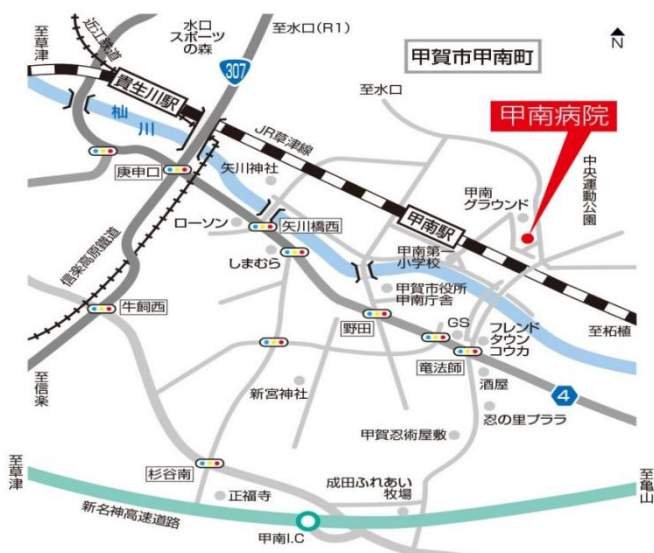 至草津
近江鉄道
水口
スポーツ
の森
至水口(R1)
307
甲賀市甲南町
N
貴生川駅
至水口
甲南病院
杣
川
JR草津線
中央運動公園
庚申口
矢川神社
甲南
グラウンド
ローソン
矢川橋西
甲南駅
しまむら
甲南第一
小学校
信楽高原鐵道
甲賀市役所
甲南庁舎
牛飼西
野田
GS
フレンド
タウン
コウカ
至柘植
至信楽
竜法師
酒屋
4
新宮神社
忍の里プララ
甲賀忍術屋敷
至草津
杉谷南
成田ふれあい
牧場
至亀山
正福寺
新名神高速道路
甲南I.C